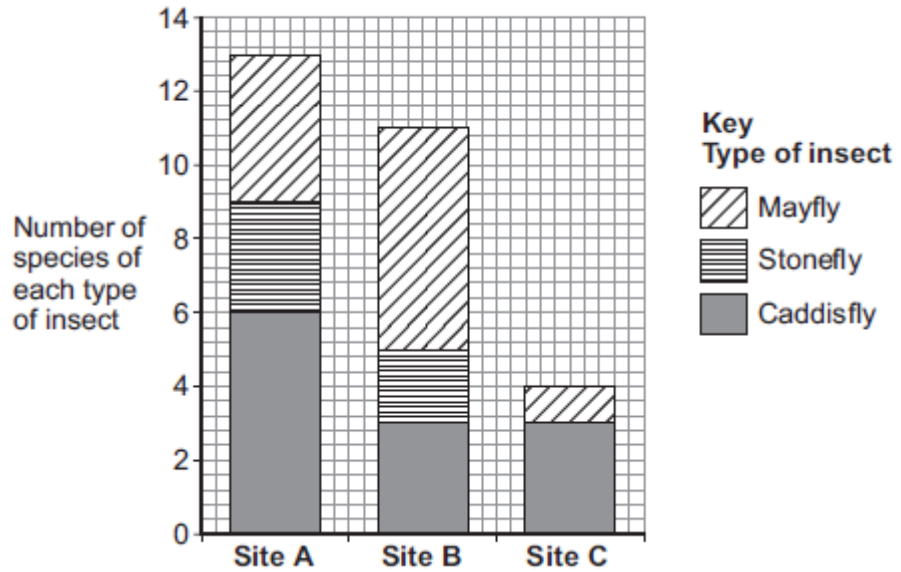 14
12
10
8
6
4
2
0
Number of
species of
each type
of insect
Site A
Site B
Site C
Key
Type of insect
Mayfly
Stonefly
Caddisfly